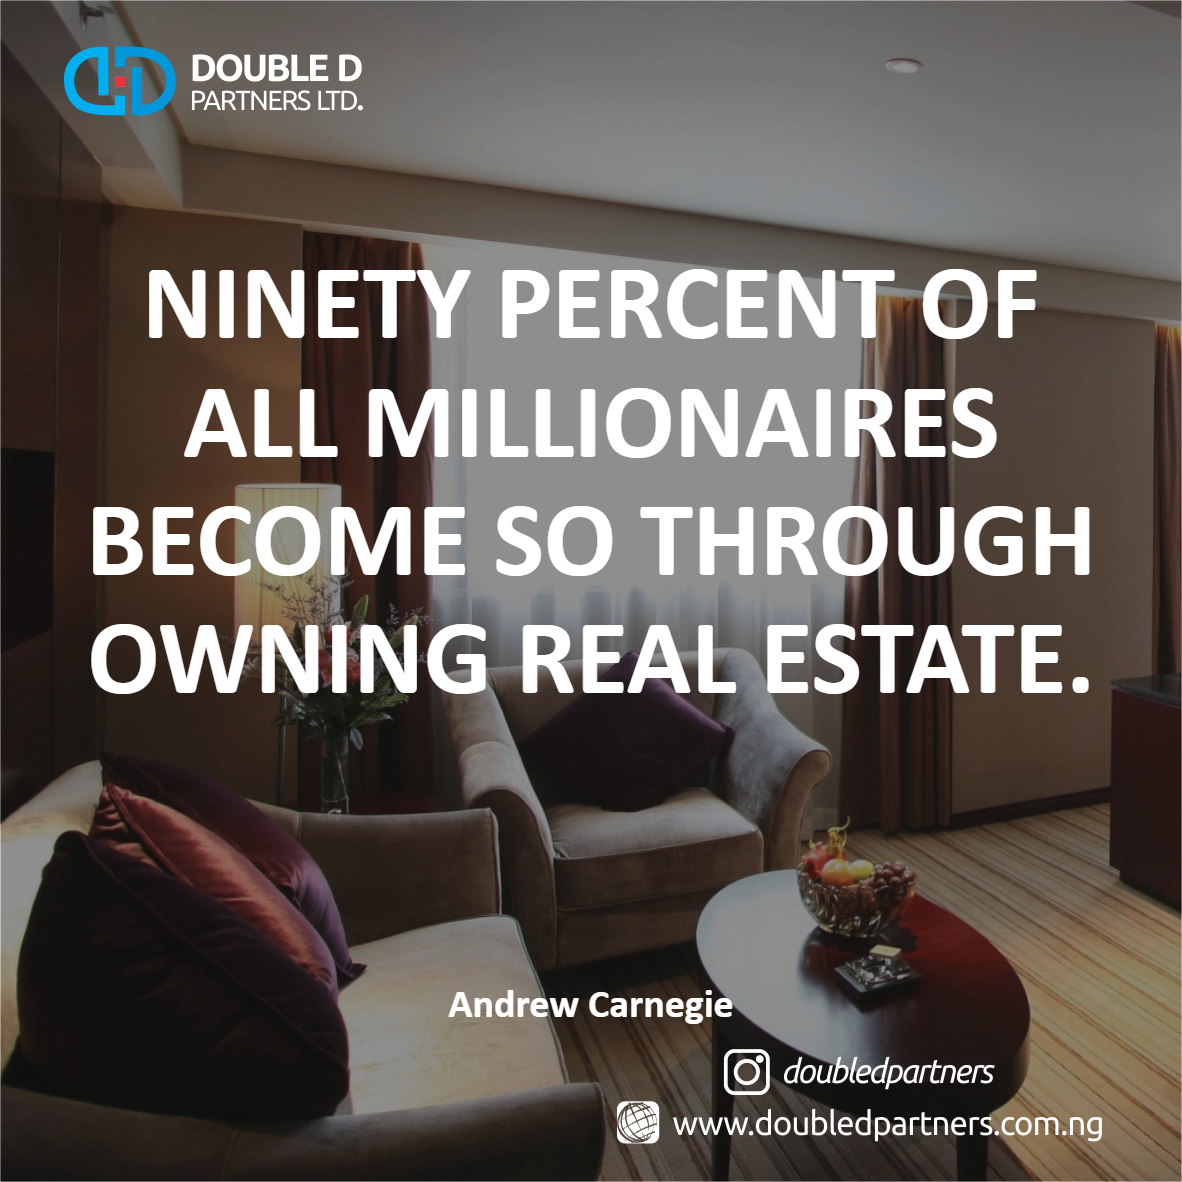 DOUBLE D
PARTNERS LTD.
NINETY PERCENT OF
ALL MILLIONAIRES
BECOME SO THROUGH
OWNING REAL ESTATE.
Andrew Carnegie
doubledpartners
www.doubledpartners.com.ng